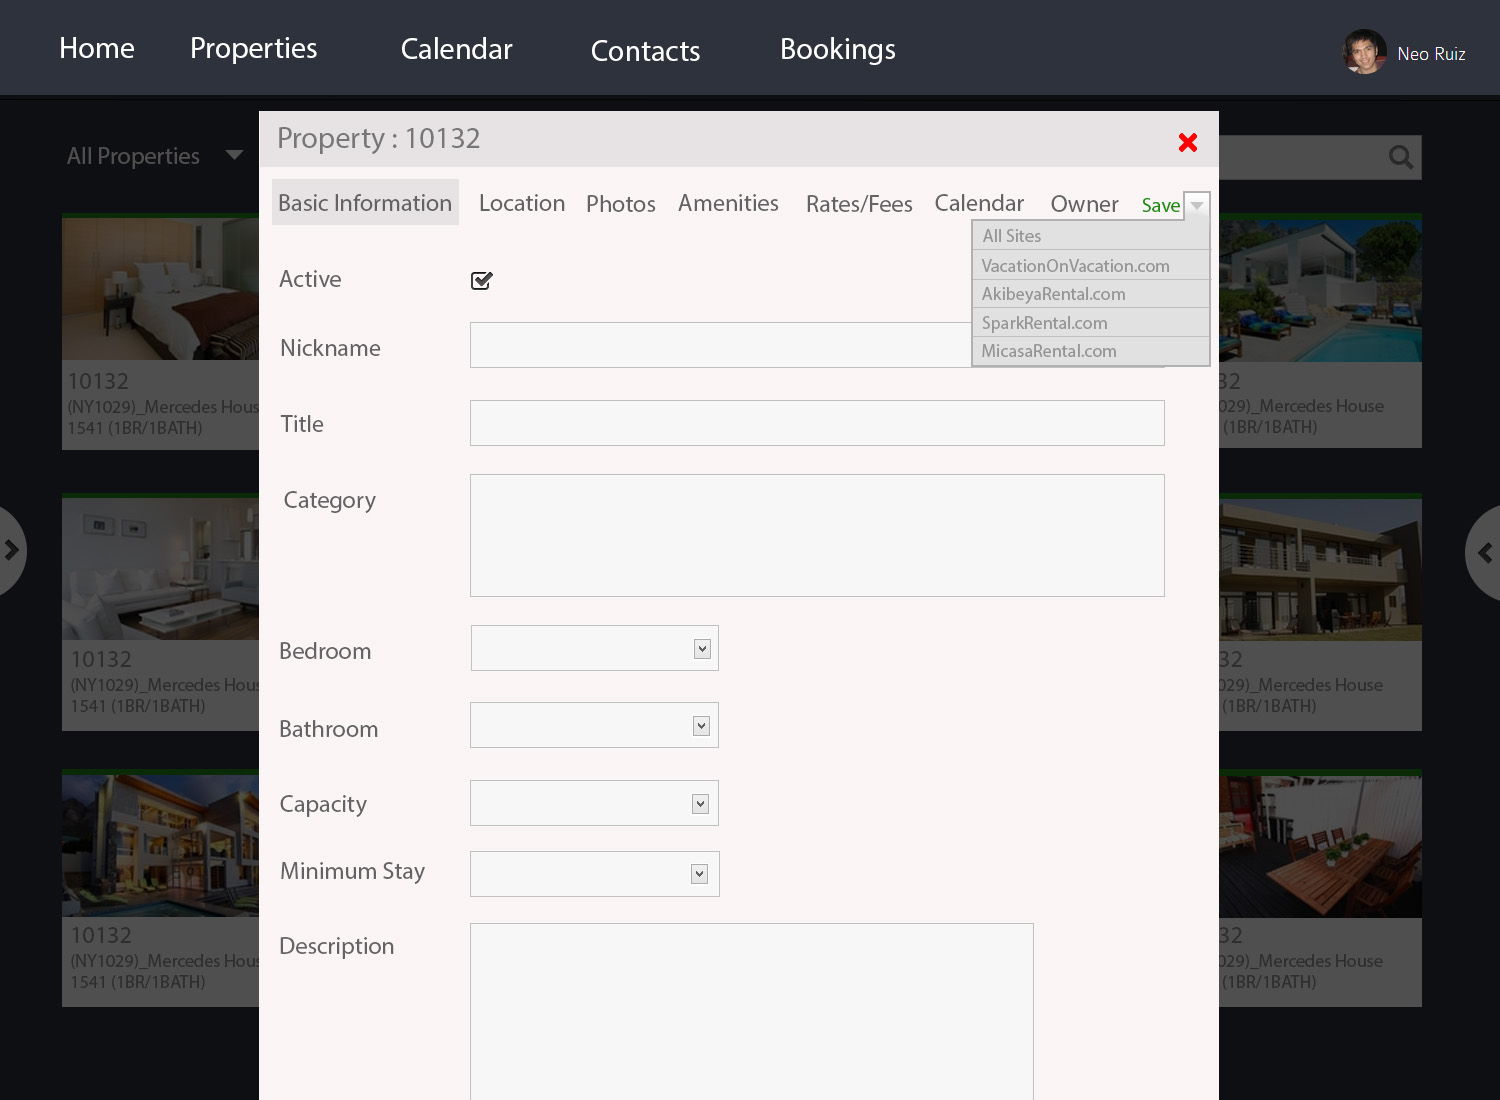 Home Properties Calendar Contacts Bookings Neo Ruiz
Property : 10132
All Properties
Basic Information Location Photos Amenities Rates/Fees Calendar Owner Save
All Sites
VacationOnVacation.com
AkibeyaRental.com
SparkRental.com
MicasaRental.com
Active
Nickname
Title
Category
Bedroom
Bathroom
Capacity
Minimum Stay
Description
10132
(NY1029)_Mercedes Hous
1541 (1BR/1BATH)
10132
(NY1029)_Mercedes Hous
1541 (1BR/1BATH)
10132
(NY1029)_Mercedes Hous
1541 (1BR/1BATH)
32
029)_Mercedes House
(1BR/1BATH)
32
029)_Mercedes House
(1BR/1BATH)
32
029)_Mercedes House
(1BR/1BATH)